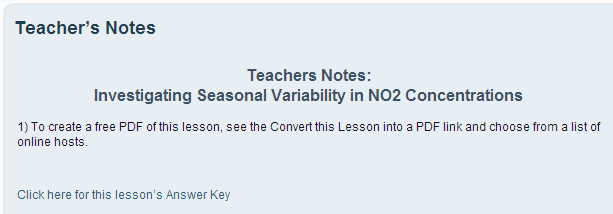 Teacher’s Notes
Teachers Notes:
Investigating Seasonal Variability in NO2 Concentrations
1) To create a free PDF of this lesson, see the Convert this Lesson into a PDF link and choose from a list of
online hosts.
Click here for this lesson's Answer Key